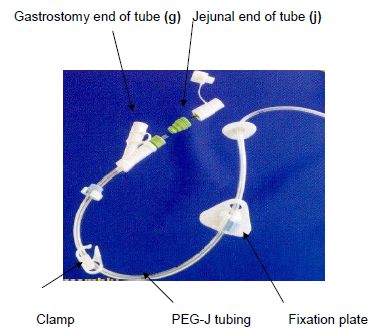 Gastrostomy end of tube (g) Jejunal end of tube (j)
Clamp PEG-J tubing Fixation plate